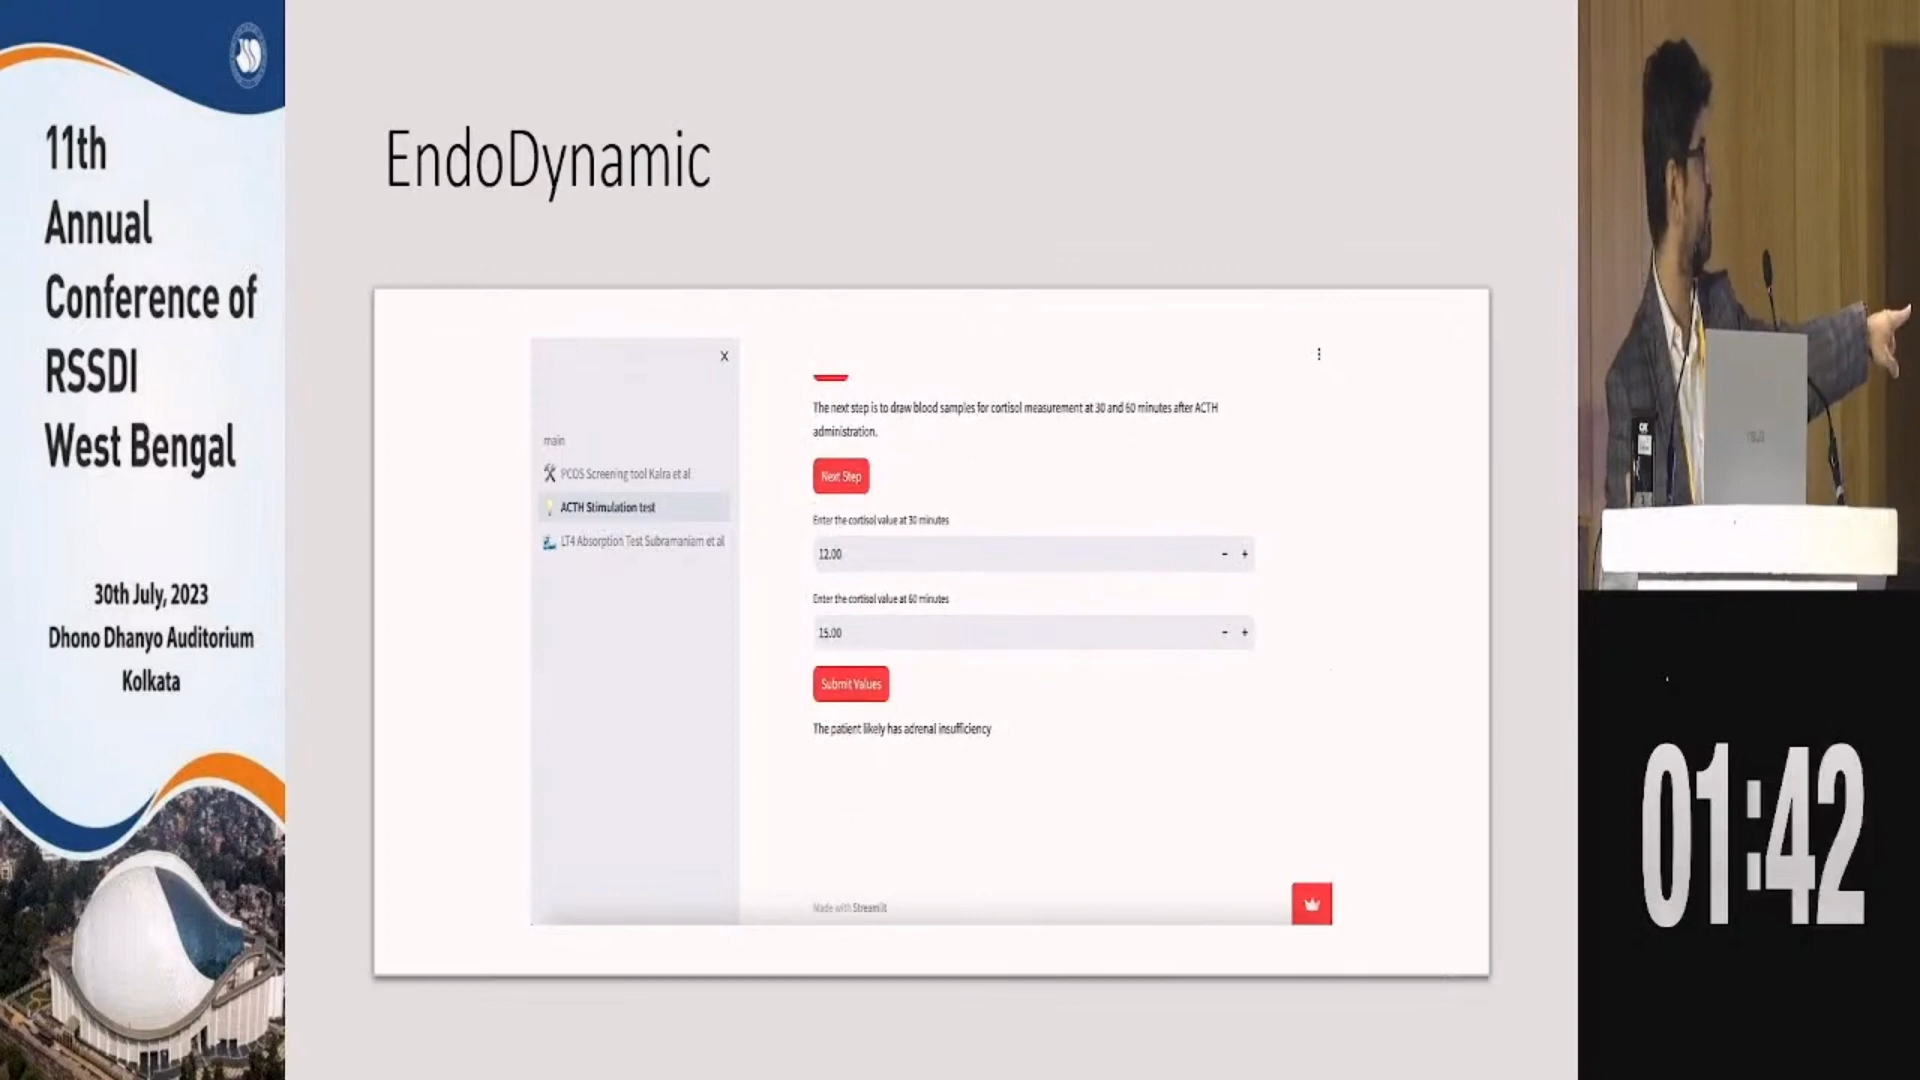 11th
Annual
Conference of
RSSDI
West Bengal
30th July, 2023
Dhono Dhanyo Auditorium
Kolkata
EndoDynamic
X
main
PCOS Screening tool Kalra et al
ACTH Stimulation test
LT4 Absorption Test Subramaniam et al
The next step is to draw blood samples for cortisol measurement at 30 and 60 minutes after ACTH
administration.
Next Step
Enter the cortisol value at 30 minutes
12.00
- +
Enter the cortisol value at 60 minutes
15.00
- +
Submit Values
The patient likely has adrenal insufficiency
Made with Streamlit
01:42